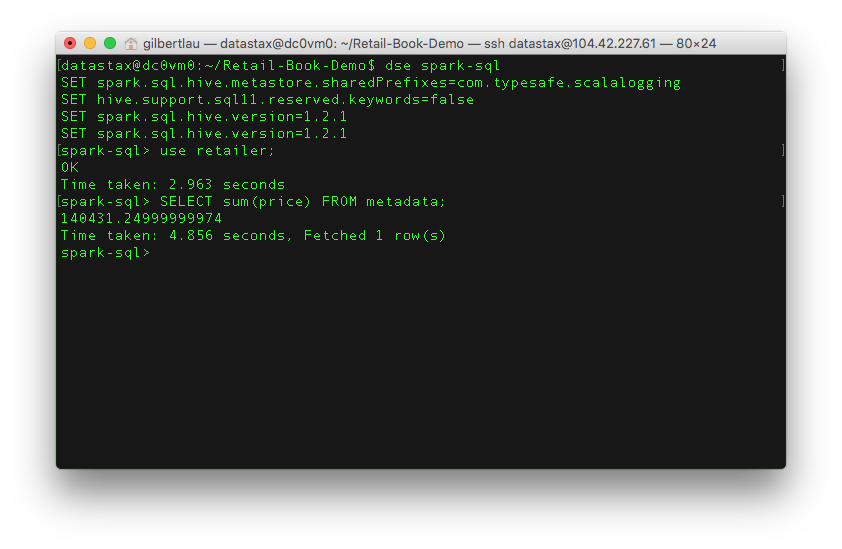 gilbertlau — datastax@dc0vm0: ~/Retail-Book-Demo — ssh datastax@104.42.227.61 — 80×24
[datastax@dc0vm0:~/Retail-Book-Demo$ dse spark-sql ]
SET spark.sql.hive.metastore.sharedPrefixes=com.typesafe.scalalogging
SET hive.support.sql11.reserved.keywords=false
SET spark.sql.hive.version=1.2.1
SET spark.sql.hive.version=1.2.1
[spark-sql> use retailer; ]
OK
Time taken: 2.963 seconds
[spark-sql> SELECT sum(price) FROM metadata; ]
140431.24999999974
Time taken: 4.856 seconds, Fetched 1 row(s)
spark-sql>